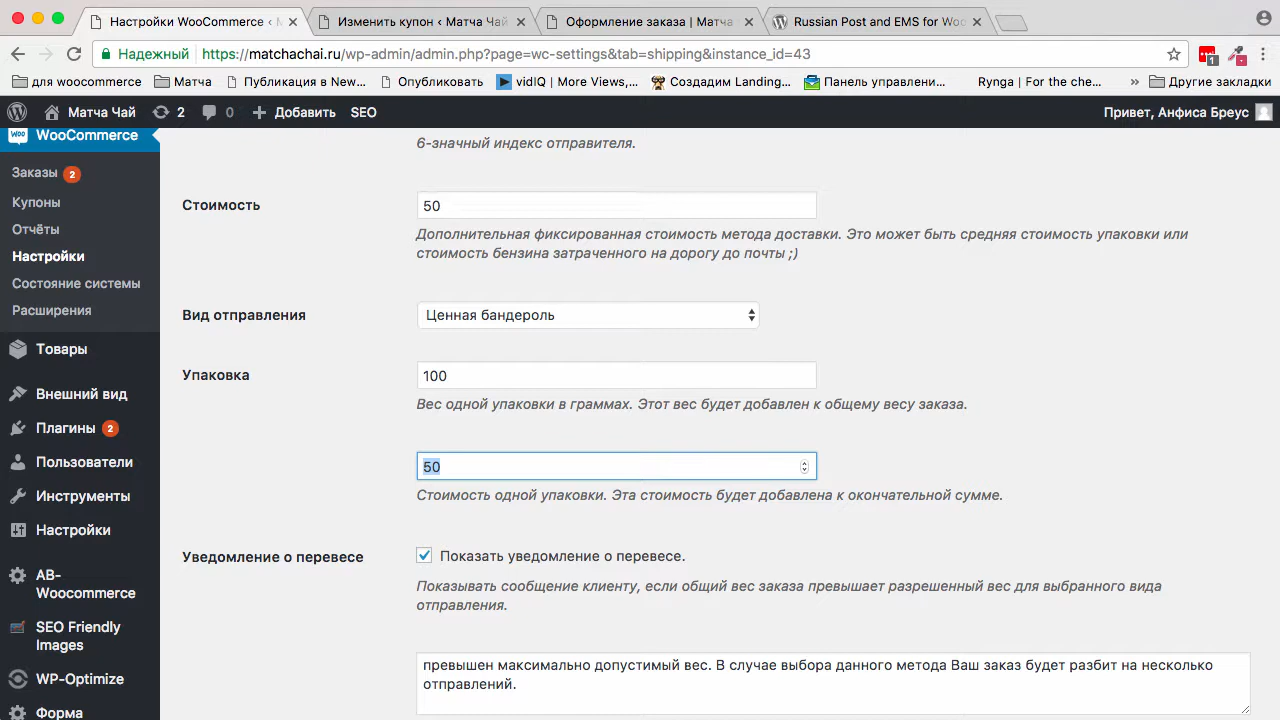 Настройки WooCommerce ‹
Изменить купон ‹ Матча Чай
Оформление заказа | Матча
Russian Post and EMS for Woo
Надежный
https://matchachai.ru/wp-admin/admin.php?page=wc-settings&tab=shipping&instance_id=43
1
для woocommerce
Матча
Публикация в New...
Опубликовать
vidIQ | More Views,...
Создадим Landing...
Панель управлени...
Rynga | For the che...
»
Другие закладки
Матча Чай
2
0
Добавить
SEO
Привет, Анфиса Бреус
WooCommerce
Заказы 2
Купоны
Отчёты
Настройки
Состояние системы
Расширения
Товары
Внешний вид
Плагины 2
Пользователи
Инструменты
Настройки
AB-
Woocommerce
SEO Friendly
Images
WP-Optimize
Форма
6-значный индекс отправителя.
Стоимость
50
Дополнительная фиксированная стоимость метода доставки. Это может быть средняя стоимость упаковки или
стоимость бензина затраченного на дорогу до почты ;)
Вид отправления
Ценная бандероль
Упаковка
100
Вес одной упаковки в граммах. Этот вес будет добавлен к общему весу заказа.
50
Стоимость одной упаковки. Эта стоимость будет добавлена к окончательной сумме.
Уведомление о перевесе
Показать уведомление о перевесе.
Показывать сообщение клиенту, если общий вес заказа превышает разрешенный вес для выбранного вида
отправления.
превышен максимально допустимый вес. В случае выбора данного метода Ваш заказ будет разбит на несколько
отправлений.